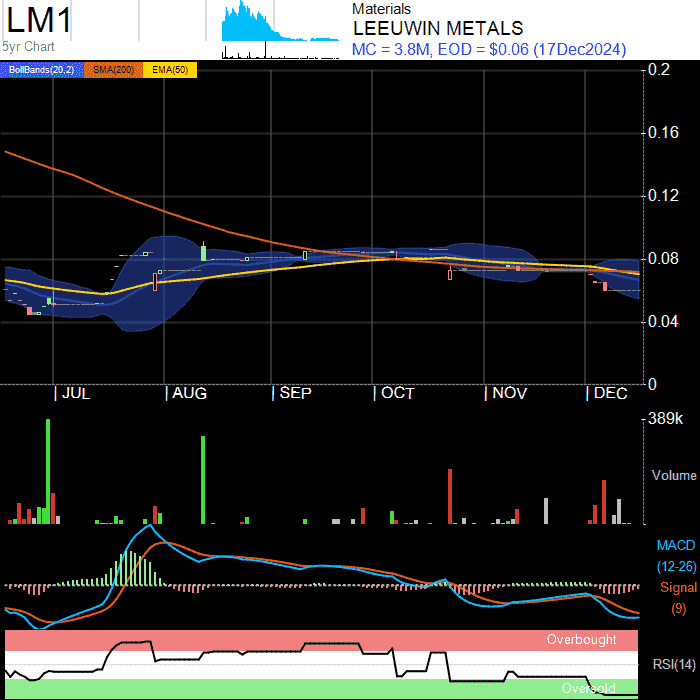 LM1
5yr Chart
Materials
LEEUWIN METALS
MC = 3.8M, EOD = $0.06 (17Dec2024)
BollBands(20,2) SMA(200) EMA(50)
0.2
0.16
0.12
0.08
0.04
0
JUL AUG SEP OCT NOV DEC
389k
Volume
MACD
(12-26)
Signal
(9)
Overbought
RSI(14)
Oversold